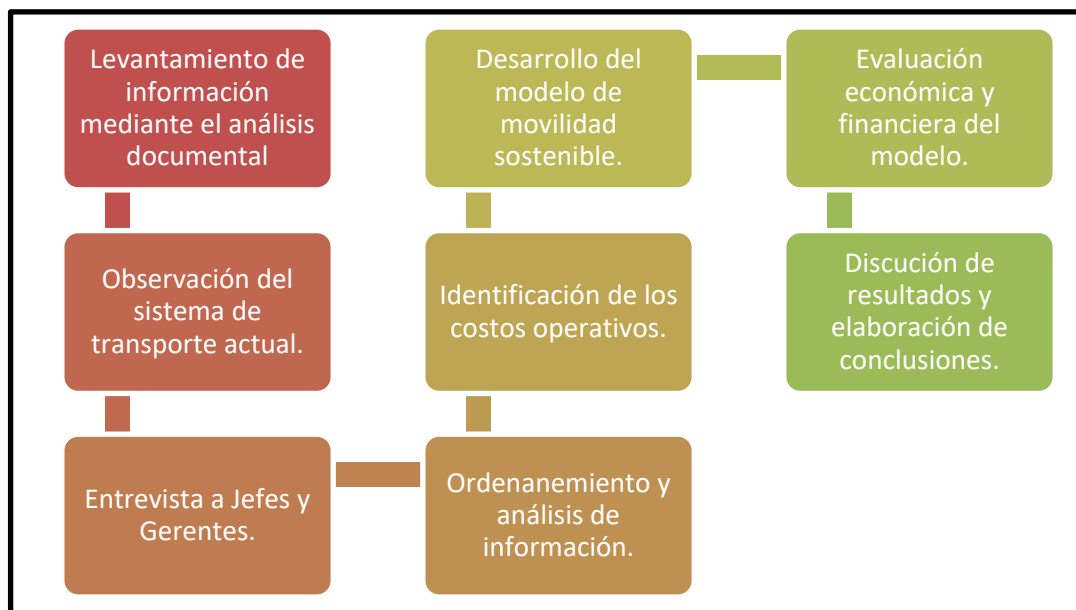 Levantamiento de
información
mediante el análisis
documental
Observación del
sistema de
transporte actual.
Entrevista a Jefes y
Gerentes.
Ordenanemiento y
análisis de
información.
Identificación de los
costos operativos.
Desarrollo del
modelo de
movilidad
sostenible.
Evaluación
económica y
financiera del
modelo.
Discución de
resultados y
elaboración de
conclusiones.